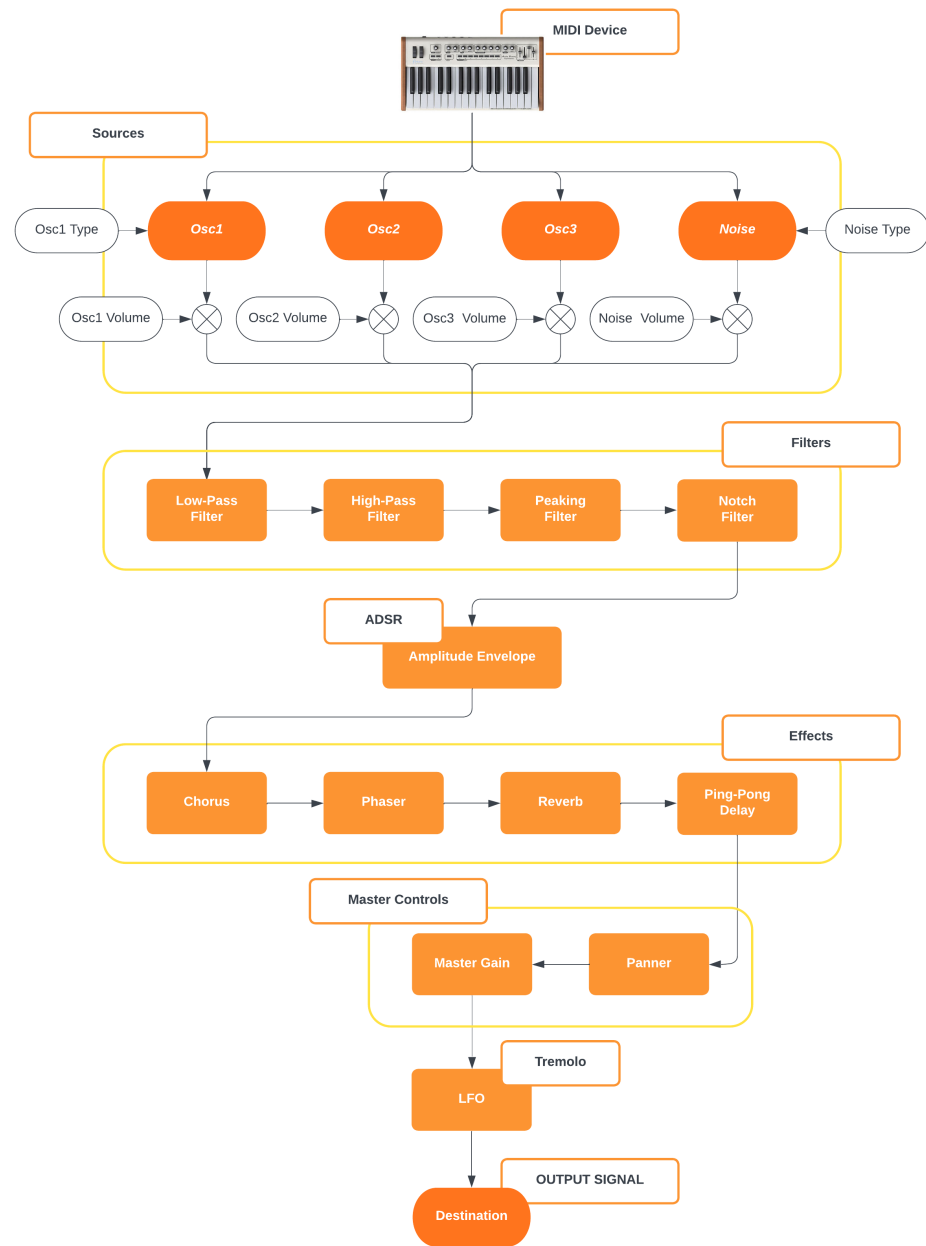 MIDI Device
Sources
Osc1 Type
Osc1
Osc2
Osc3
Noise
Noise Type
Osc1 Volume
Osc2 Volume
Osc3 Volume
Noise Volume
Filters
Low-Pass
Filter
High-Pass
Filter
Peaking
Filter
Notch
Filter
ADSR
Amplitude Envelope
Effects
Chorus
Phaser
Reverb
Ping-Pong
Delay
Master Controls
Master Gain
Panner
Tremolo
LFO
OUTPUT SIGNAL
Destination